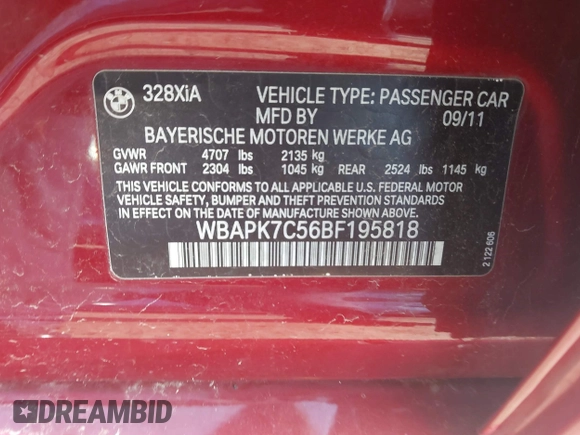 BMW
328XiA VEHICLE TYPE: PASSENGER CAR
MFD BY 09/11
BAYERISCHE MOTOREN WERKE AG
GVWR 4707 lbs 2135 kg
GAWR FRONT 2304 lbs 1045 kg REAR 2524 lbs 1145 kg
THIS VEHICLE CONFORMS TO ALL APPLICABLE U.S. FEDERAL MOTOR
VEHICLE SAFETY, BUMPER AND THEFT PREVENTION STANDARDS
IN EFFECT ON THE DATE OF MANUFACTURE SHOWN ABOVE.
WBAPK7C56BF195818
2 122 606
DREAMBID